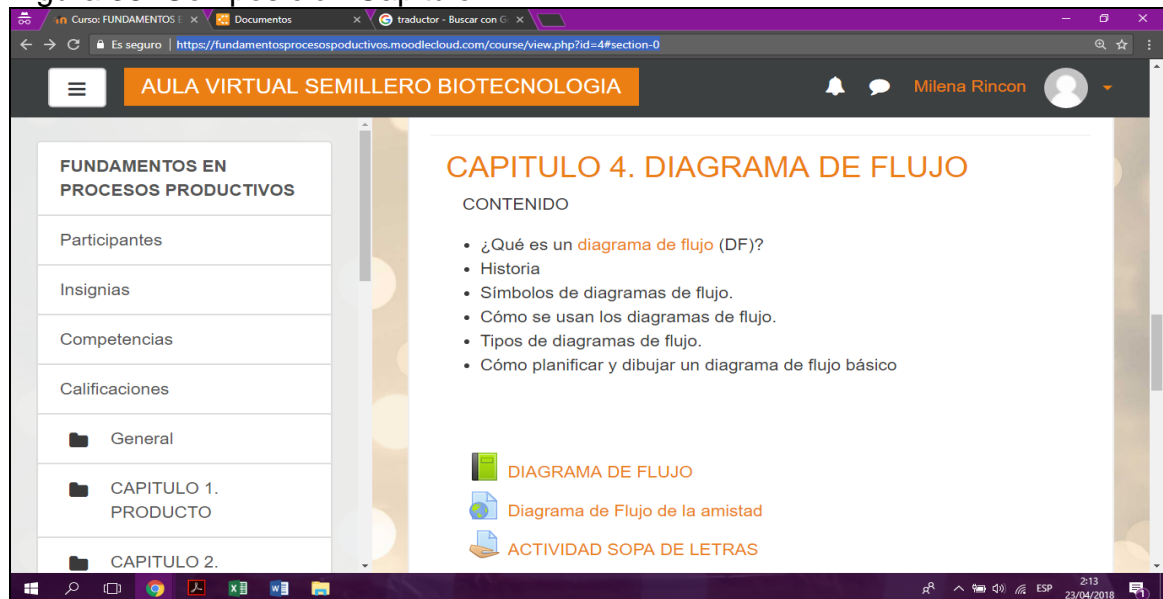 Curso: FUNDAMENTOS E
Documentos
traductor - Buscar con G
Es seguro | https://fundamentosprocesospoductivos.moodlecloud.com/course/view.php?id=4#section-0
AULA VIRTUAL SEMILLERO BIOTECNOLOGIA
Milena Rincon
FUNDAMENTOS EN
PROCESOS PRODUCTIVOS
Participantes
Insignias
Competencias
Calificaciones
General
CAPITULO 1.
PRODUCTO
CAPITULO 2.
CAPITULO 4. DIAGRAMA DE FLUJO
CONTENIDO
• ¿Qué es un diagrama de flujo (DF)?
• Historia
• Símbolos de diagramas de flujo.
• Cómo se usan los diagramas de flujo.
• Tipos de diagramas de flujo.
• Cómo planificar y dibujar un diagrama de flujo básico
DIAGRAMA DE FLUJO
Diagrama de Flujo de la amistad
ACTIVIDAD SOPA DE LETRAS
ESP
2:13
23/04/2018